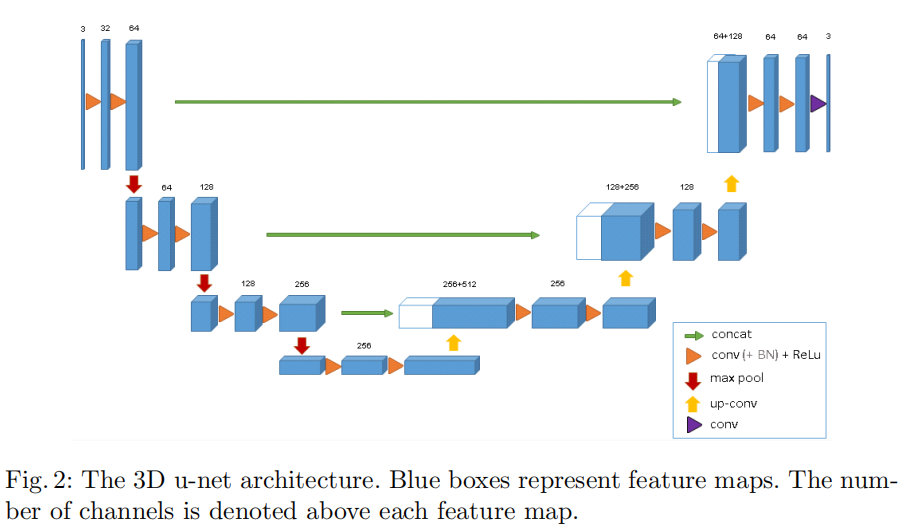 3 32 64 64+128 64 64 3
64 128 128+256 128
128 256 256+512 256
256
concat
conv (+ BN) + ReLu
max pool
up-conv
conv
Fig. 2: The 3D u-net architecture. Blue boxes represent feature maps. The num-
ber of channels is denoted above each feature map.